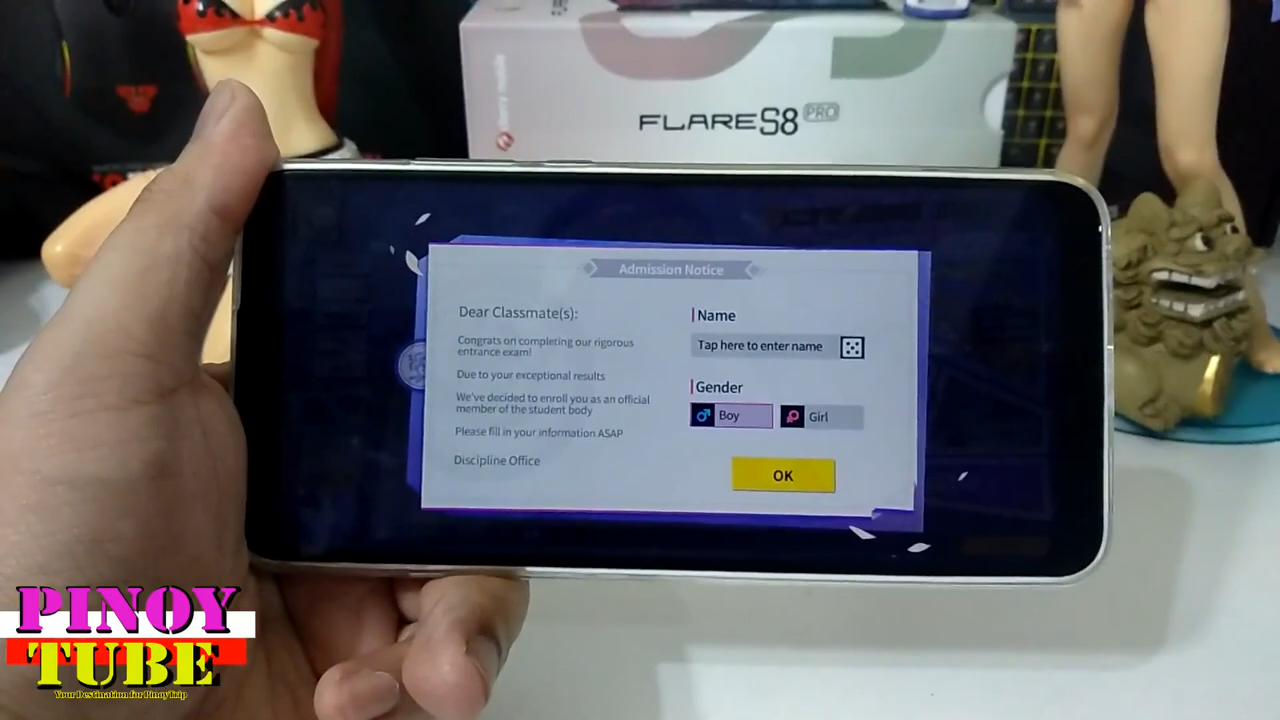 FLARE S8 PRO
Admission Notice
Dear Classmate(s):
Congrats on completing our rigorous
entrance exam!
Due to your exceptional results
We've decided to enroll you as an official
member of the student body
Please fill in your information ASAP
Discipline Office
Name
Tap here to enter name
Gender
Boy
Girl
OK
PINOY
TUBE
Your Destination for PinoyTrip